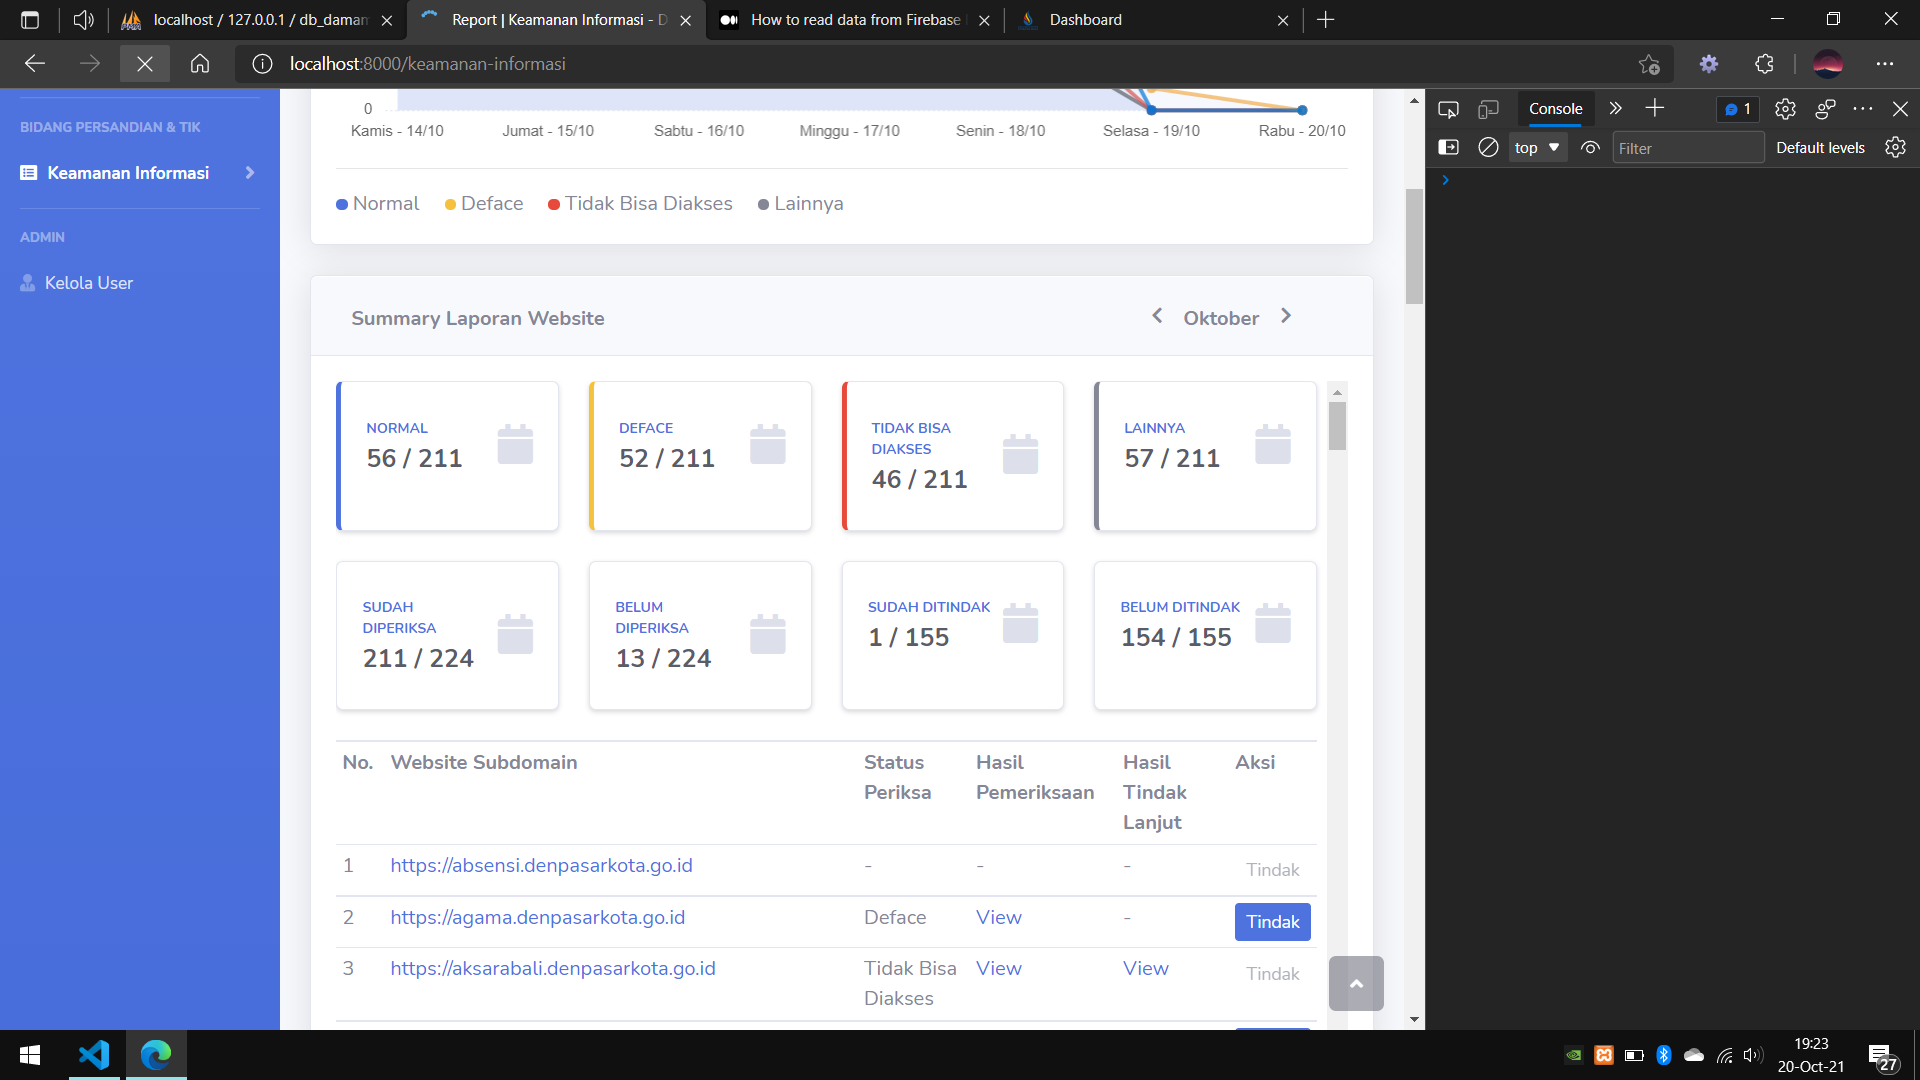 localhost / 127.0.0.1 / db_damam
Report | Keamanan Informasi - D
How to read data from Firebase
Dashboard
localhost:8000/keamanan-informasi
BIDANG PERSANDIAN & TIK
Keamanan Informasi
ADMIN
Kelola User
0
Kamis - 14/10
Jumat - 15/10
Sabtu - 16/10
Minggu - 17/10
Senin - 18/10
Selasa - 19/10
Rabu - 20/10
Normal
Deface
Tidak Bisa Diakses
Lainnya
Summary Laporan Website
Oktober
NORMAL
56 / 211
DEFACE
52 / 211
TIDAK BISA
DIAKSES
46 / 211
LAINNYA
57 / 211
SUDAH
DIPERIKSA
211 / 224
BELUM
DIPERIKSA
13 / 224
SUDAH DITINDAK
1 / 155
BELUM DITINDAK
154 / 155
No. Website Subdomain
Status
Periksa
Hasil
Pemeriksaan
Hasil
Tindak
Lanjut
Aksi
1 https://absensi.denpasarkota.go.id - - - Tindak
2 https://agama.denpasarkota.go.id Deface View - Tindak
3 https://aksarabali.denpasarkota.go.id Tidak Bisa
Diakses
View View Tindak
Console
1
top
Filter
Default levels
19:23
20-Oct-21
27